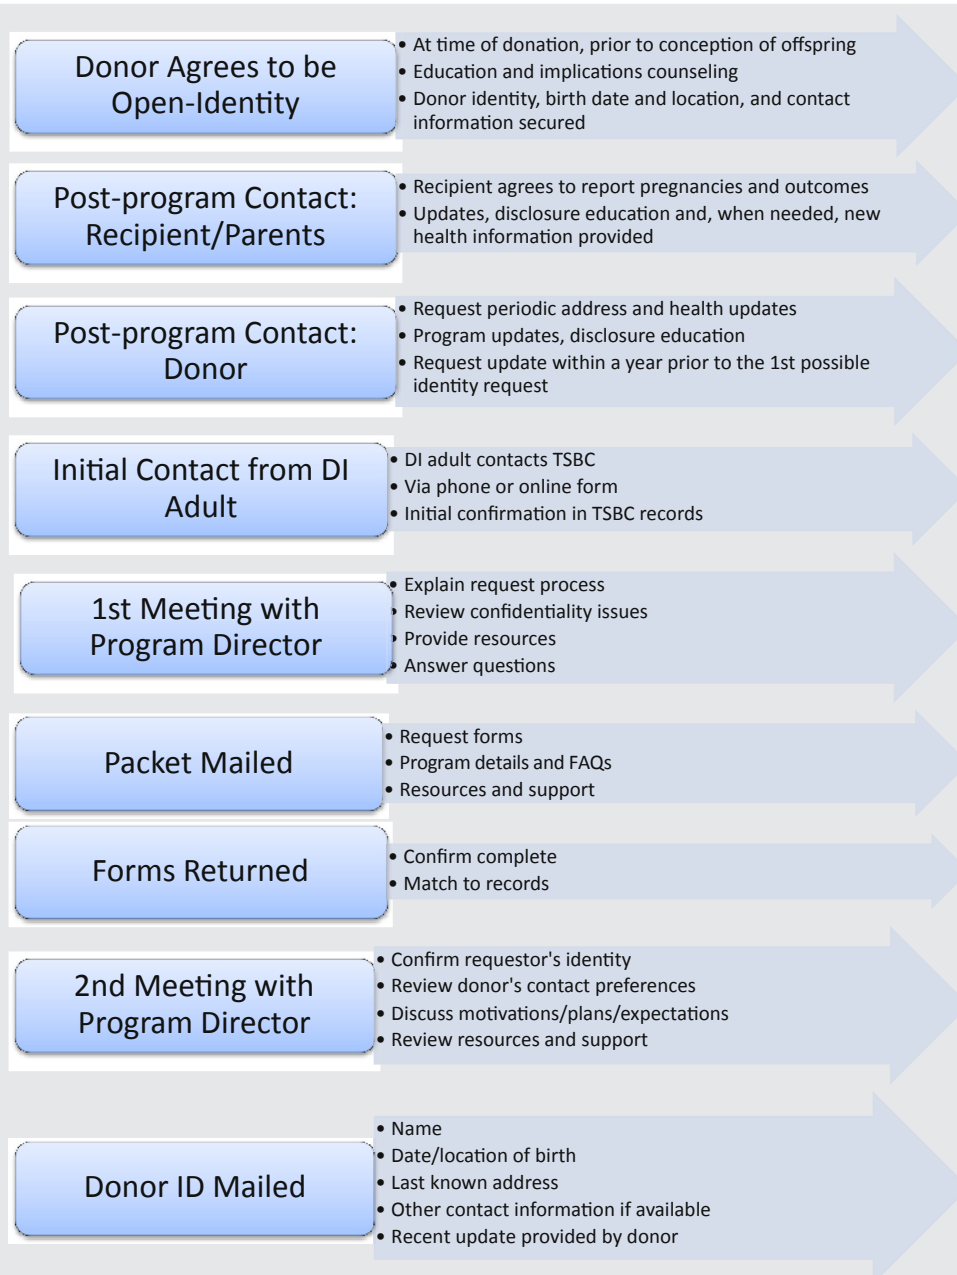 Donor Agrees to be
Open-Identity
• At time of donation, prior to conception of offspring
• Education and implications counseling
• Donor identity, birth date and location, and contact
information secured
Post-program Contact:
Recipient/Parents
• Recipient agrees to report pregnancies and outcomes
• Updates, disclosure education and, when needed, new
health information provided
Post-program Contact:
Donor
• Request periodic address and health updates
• Program updates, disclosure education
• Request update within a year prior to the 1st possible
identity request
Initial Contact from DI
Adult
• DI adult contacts TSBC
• Via phone or online form
• Initial confirmation in TSBC records
1st Meeting with
Program Director
• Explain request process
• Review confidentiality issues
• Provide resources
• Answer questions
Packet Mailed
• Request forms
• Program details and FAQs
• Resources and support
Forms Returned
• Confirm complete
• Match to records
2nd Meeting with
Program Director
• Confirm requestor's identity
• Review donor's contact preferences
• Discuss motivations/plans/expectations
• Review resources and support
Donor ID Mailed
• Name
• Date/location of birth
• Last known address
• Other contact information if available
• Recent update provided by donor